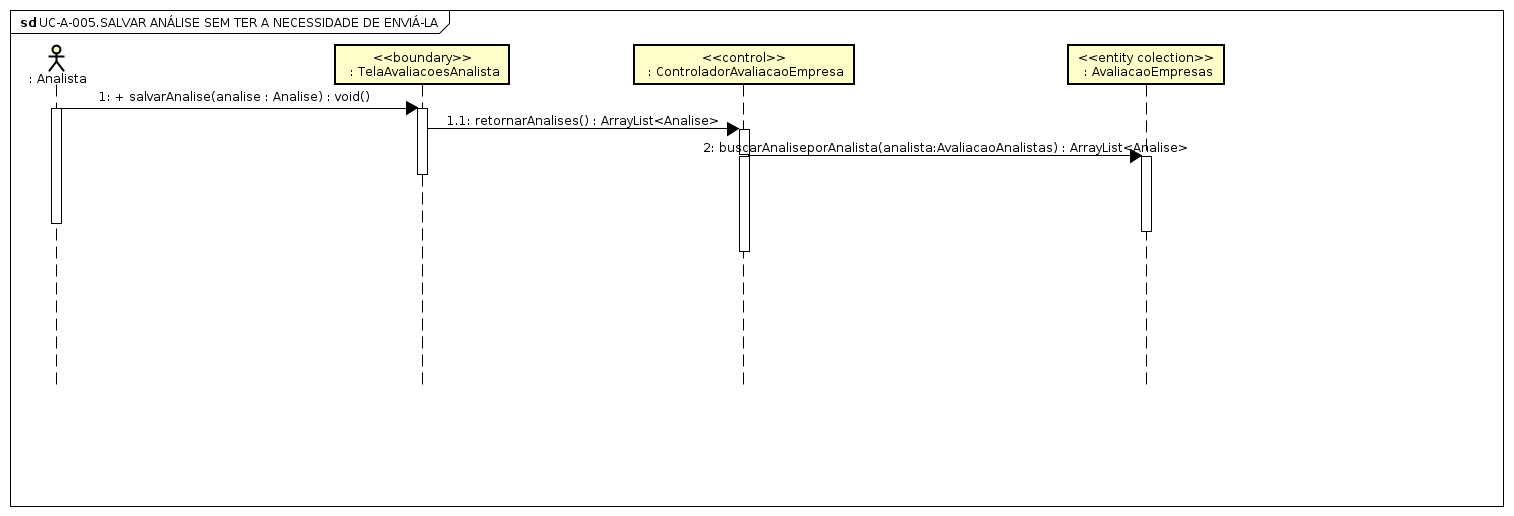 sd UC-A-005.SALVAR ANÁLISE SEM TER A NECESSIDADE DE ENVIÁ-LA
: Analista
<<boundary>>
: TelaAvaliacoesAnalista
<<control>>
: ControladorAvaliacaoEmpresa
<<entity colection>>
: AvaliacaoEmpresas
1: + salvarAnalise(analise : Analise) : void()
1.1: retornarAnalises() : ArrayList<Analise>
2: buscarAnaliseporAnalista(analista:AvaliacaoAnalistas) : ArrayList<Analise>